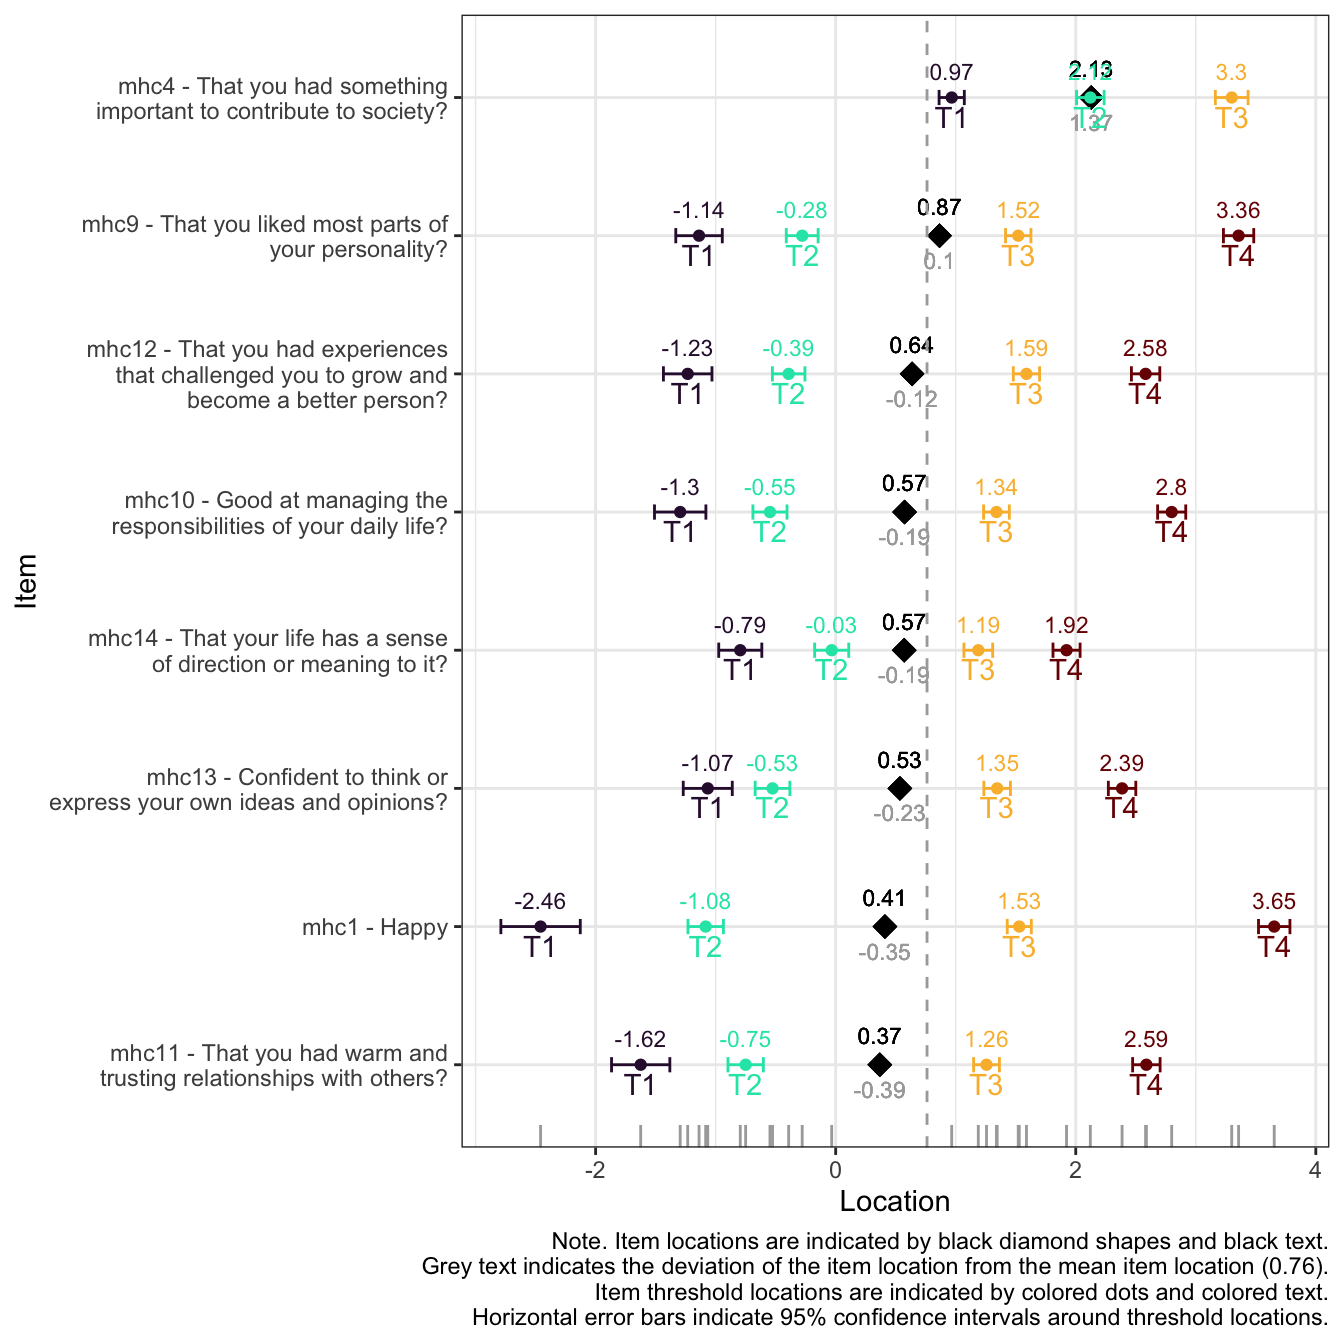 mhc4 - That you had something
important to contribute to society?
0.97
2.13
2.12
3.3
T1
T2
T3
1.37
mhc9 - That you liked most parts of
your personality?
-1.14
-0.28
0.87
1.52
3.36
T1
T2
0.1
T3
T4
mhc12 - That you had experiences
that challenged you to grow and
become a better person?
-1.23
-0.39
0.64
1.59
2.58
T1
T2
-0.12
T3
T4
mhc10 - Good at managing the
responsibilities of your daily life?
-1.3
-0.55
0.57
1.34
2.8
T1
T2
-0.19
T3
T4
mhc14 - That your life has a sense
of direction or meaning to it?
-0.79
-0.03
0.57
1.19
1.92
T1
T2
-0.19
T3
T4
mhc13 - Confident to think or
express your own ideas and opinions?
-1.07
-0.53
0.53
1.35
2.39
T1
T2
-0.23
T3
T4
mhc1 - Happy
-2.46
-1.08
0.41
1.53
3.65
T1
T2
-0.35
T3
T4
mhc11 - That you had warm and
trusting relationships with others?
-1.62
-0.75
0.37
1.26
2.59
T1
T2
-0.39
T3
T4
Item
-2
0
2
4
Location
Note. Item locations are indicated by black diamond shapes and black text.
Grey text indicates the deviation of the item location from the mean item location (0.76).
Item threshold locations are indicated by colored dots and colored text.
Horizontal error bars indicate 95% confidence intervals around threshold locations.